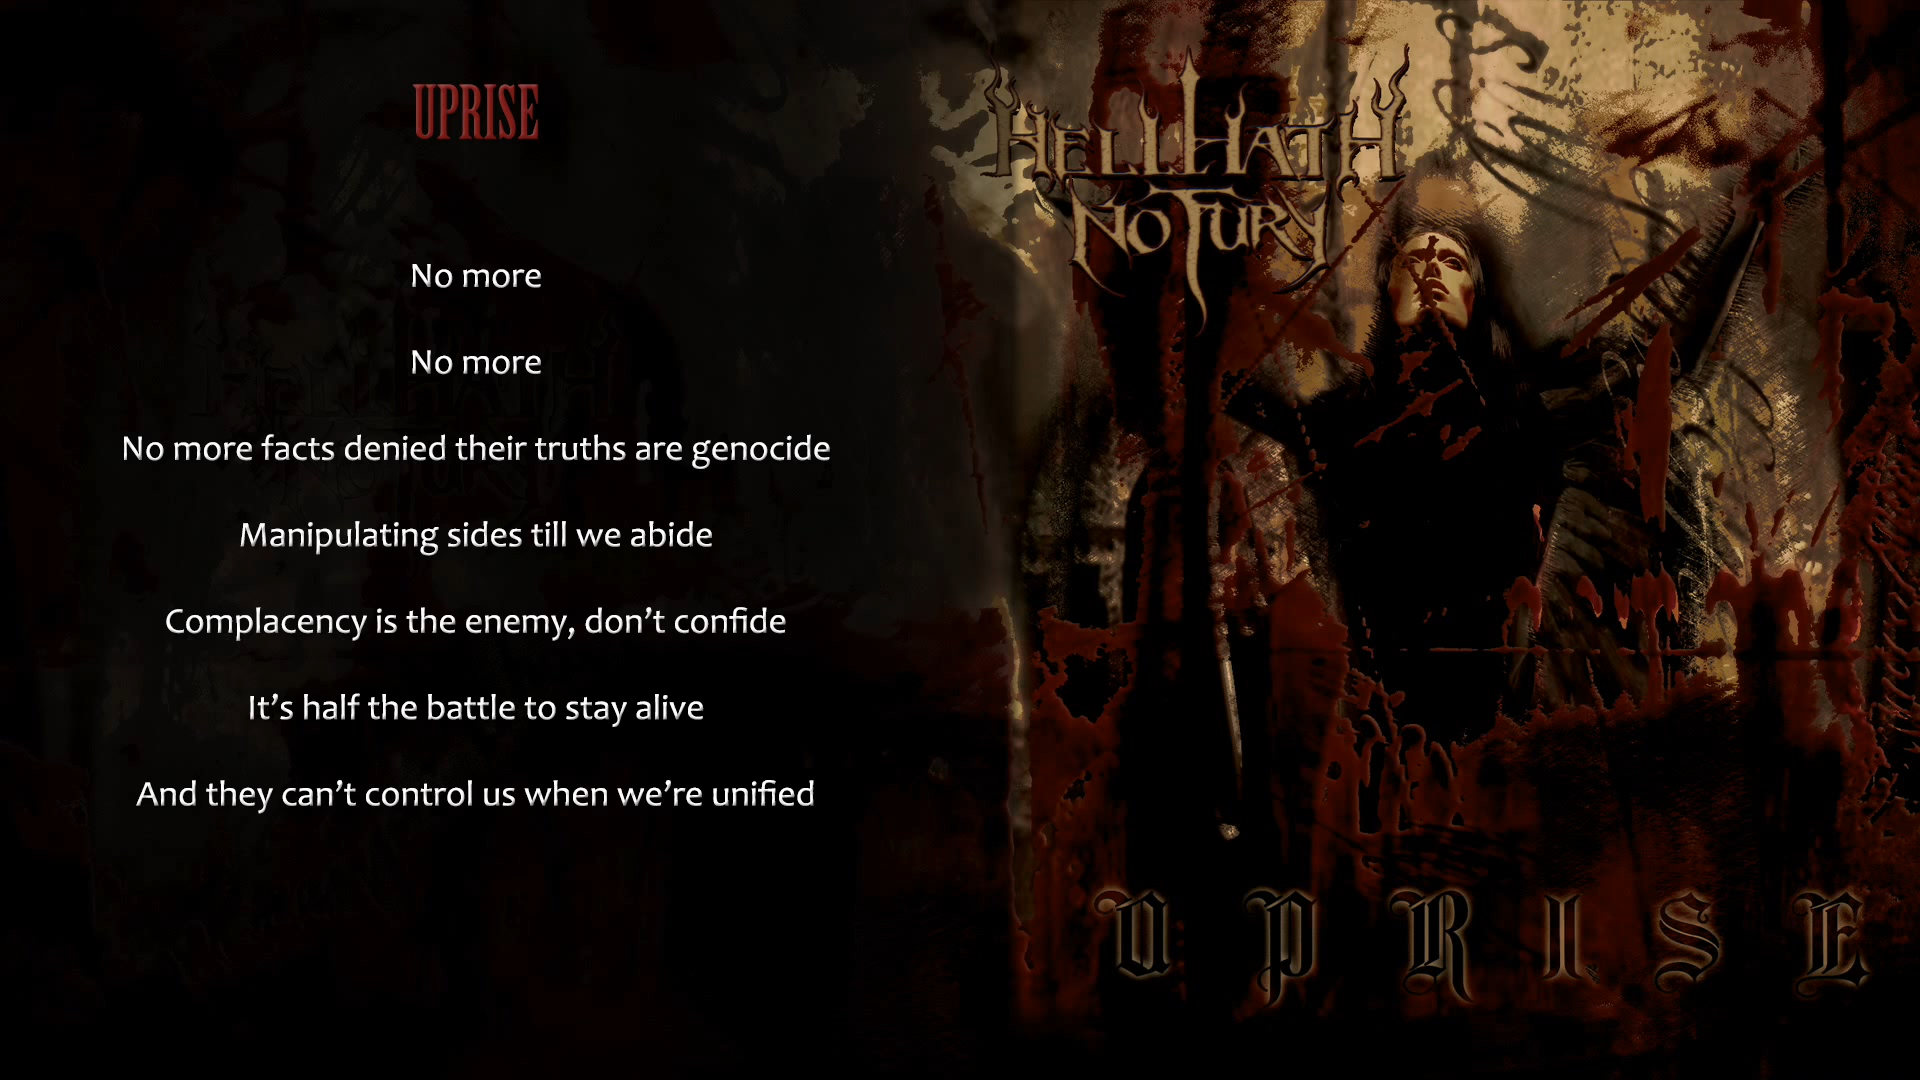 UPRISE
No more
No more
No more facts denied their truths are genocide
Manipulating sides till we abide
Complacency is the enemy, don’t confide
It’s half the battle to stay alive
And they can’t control us when we’re unified
HELL HATH
NO FURY
UPRISE